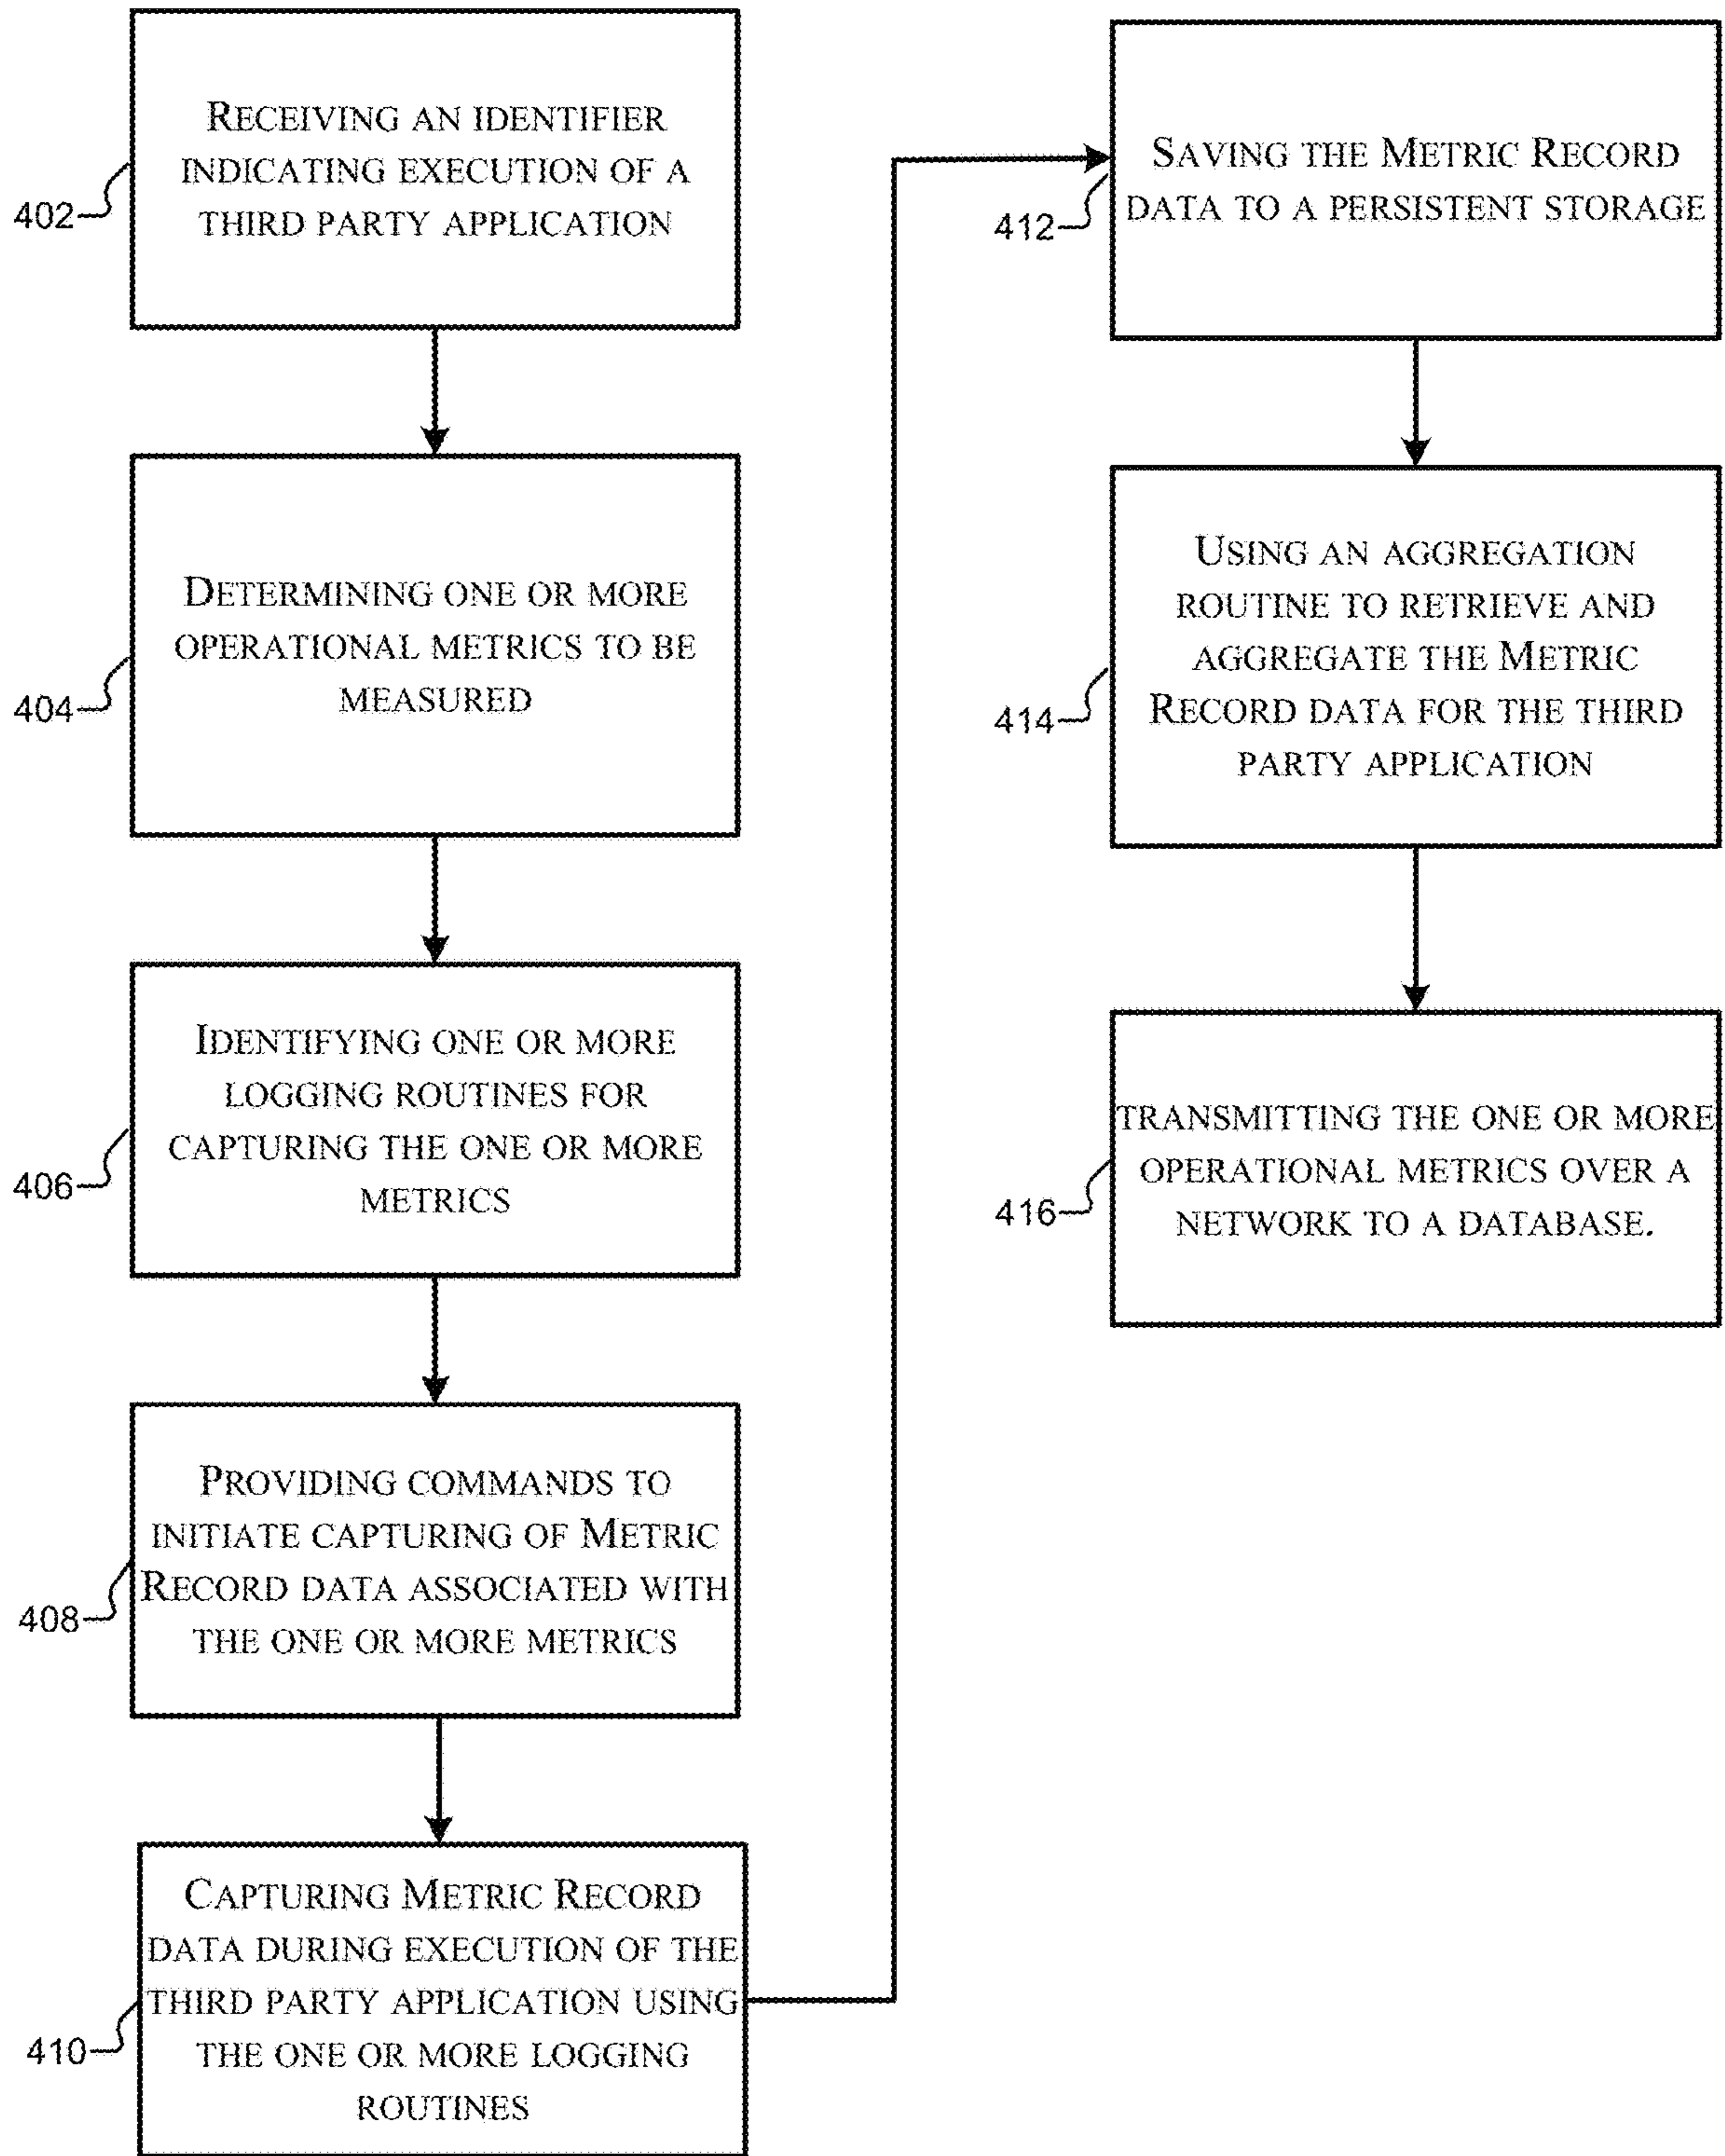 RECEIVING AN IDENTIFIER
INDICATING EXECUTION OF A
THIRD PARTY APPLICATION
402
DETERMINING ONE OR MORE
OPERATIONAL METRICS TO BE
MEASURED
404
IDENTIFYING ONE OR MORE
LOGGING ROUTINES FOR
CAPTURING THE ONE OR MORE
METRICS
406
PROVIDING COMMANDS TO
INITIATE CAPTURING OF METRIC
RECORD DATA ASSOCIATED WITH
THE ONE OR MORE METRICS
408
CAPTURING METRIC RECORD
DATA DURING EXECUTION OF THE
THIRD PARTY APPLICATION USING
THE ONE OR MORE LOGGING
ROUTINES
410
SAVING THE METRIC RECORD
DATA TO A PERSISTENT STORAGE
412
USING AN AGGREGATION
ROUTINE TO RETRIEVE AND
AGGREGATE THE METRIC
RECORD DATA FOR THE THIRD
PARTY APPLICATION
414
TRANSMITTING THE ONE OR MORE
OPERATIONAL METRICS OVER A
NETWORK TO A DATABASE.
416